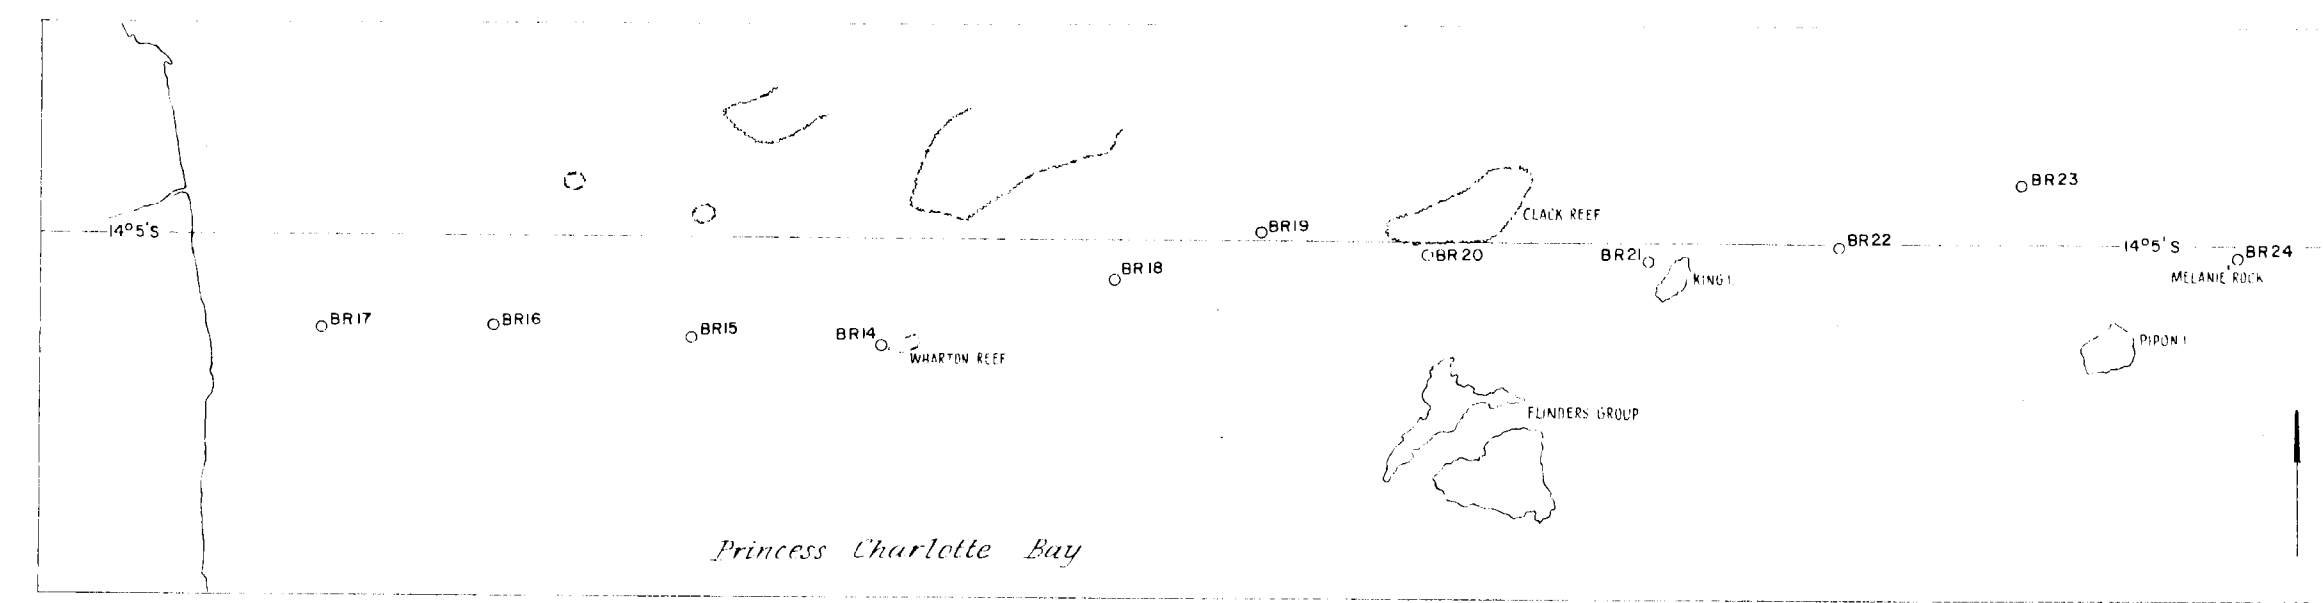 BR23
CLACK REEF
BR19
14°5'S
BR22
14°5'S
BR20
BR21
BR24
BR18
KING I.
MELANIE ROCK
BR17
BR16
BR15
BR14
PIPON I
WHARTON REEF
FLINDERS GROUP
Princess Charlotte Bay